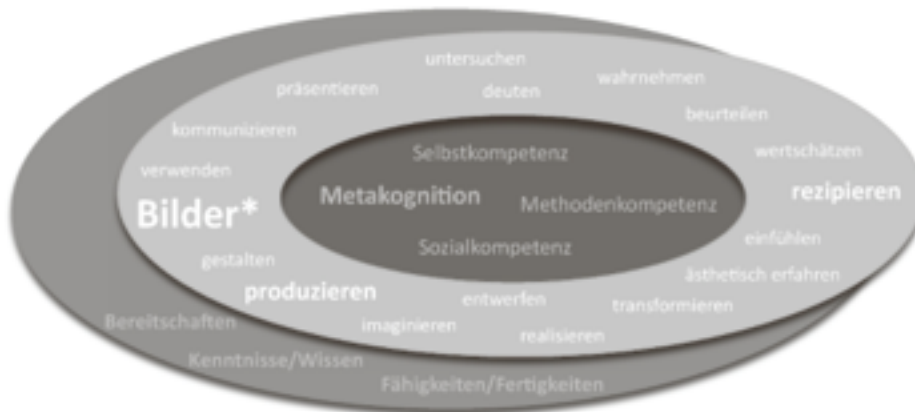 untersuchen
wahrnehmen
präsentieren
deuten
beurteilen
kommunizieren
Selbstkompetenz
wertschätzen
verwenden
Metakognition
rezipieren
Methodenkompetenz
Bilder*
einfühlen
Sozialkompetenz
gestalten
ästhetisch erfahren
produzieren
entwerfen
transformieren
Bereitschaften
imaginieren
realisieren
Kenntnisse/Wissen
Fähigkeiten/Fertigkeiten